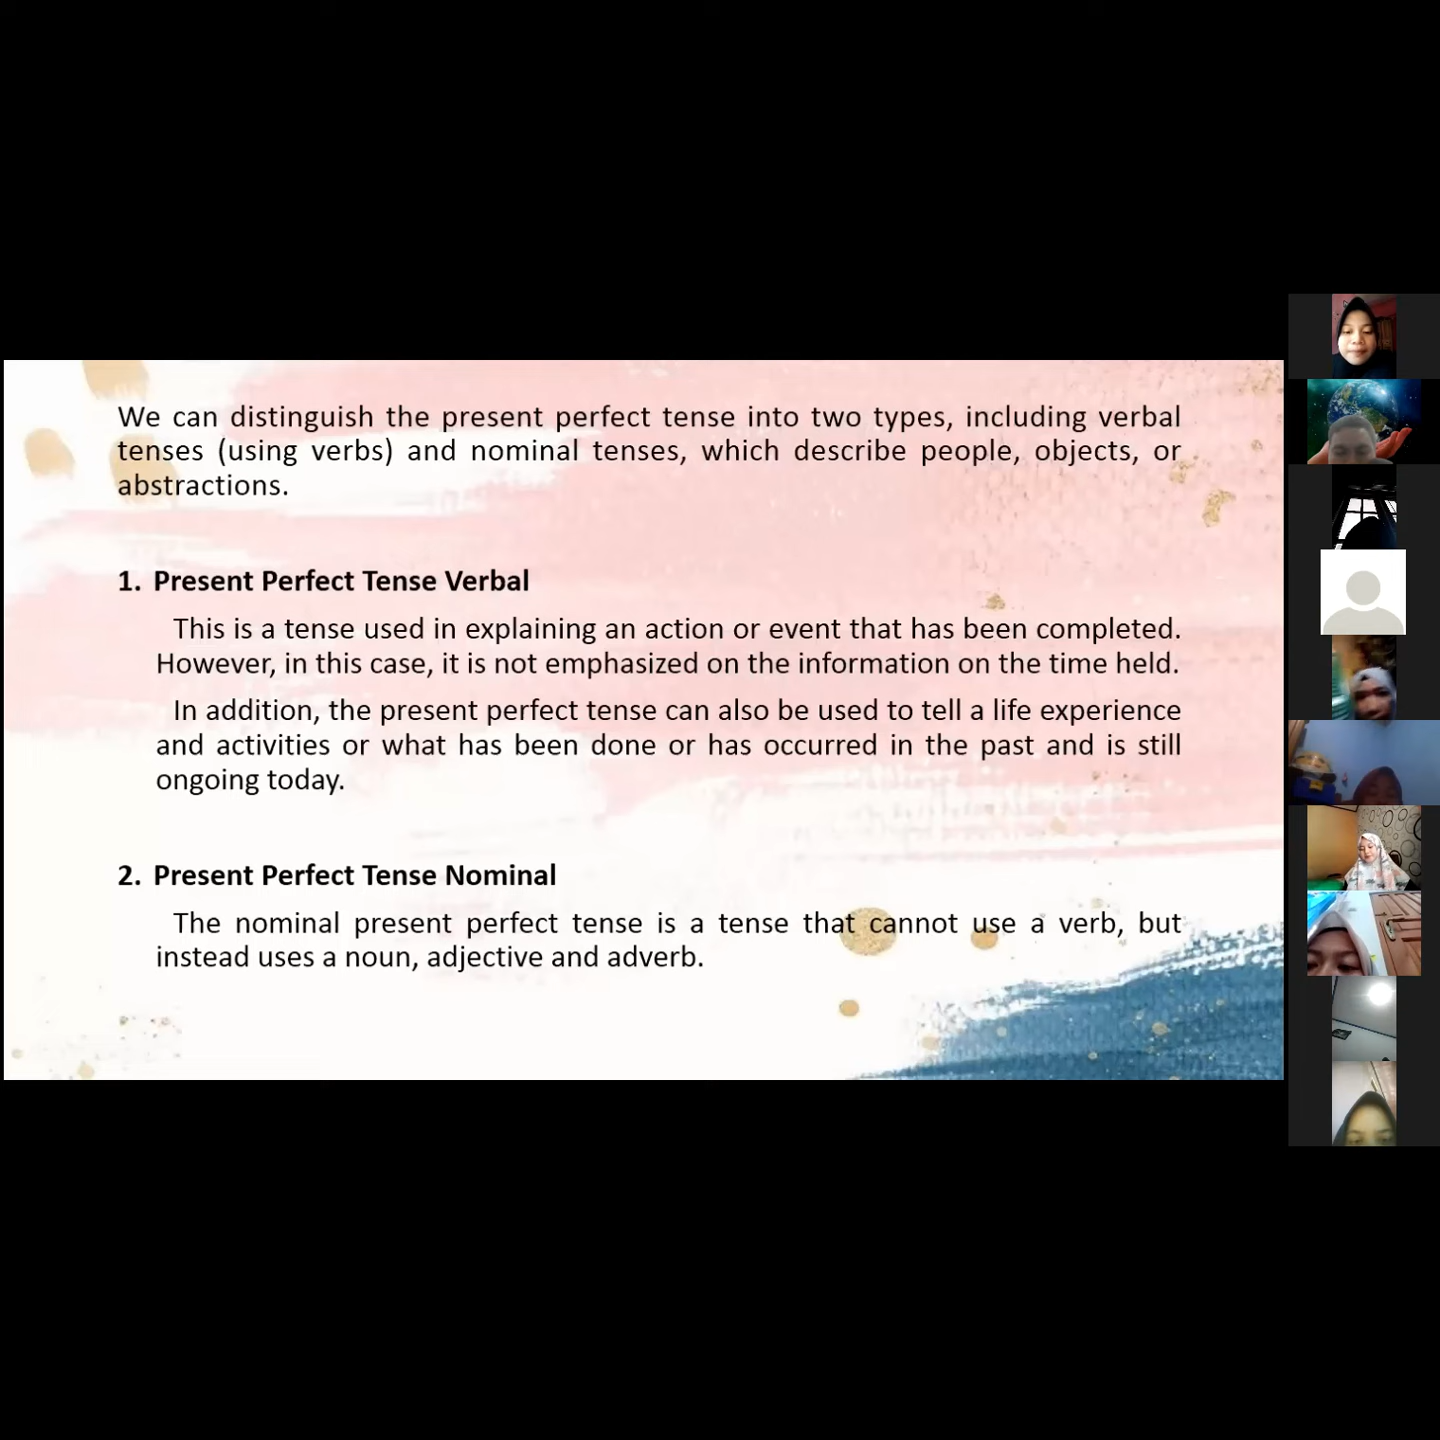 We can distinguish the present perfect tense into two types, including verbal
tenses (using verbs) and nominal tenses, which describe people, objects, or
abstractions.
1. Present Perfect Tense Verbal
This is a tense used in explaining an action or event that has been completed.
However, in this case, it is not emphasized on the information on the time held.
In addition, the present perfect tense can also be used to tell a life experience
and activities or what has been done or has occurred in the past and is still
ongoing today.
2. Present Perfect Tense Nominal
The nominal present perfect tense is a tense that cannot use a verb, but
instead uses a noun, adjective and adverb.